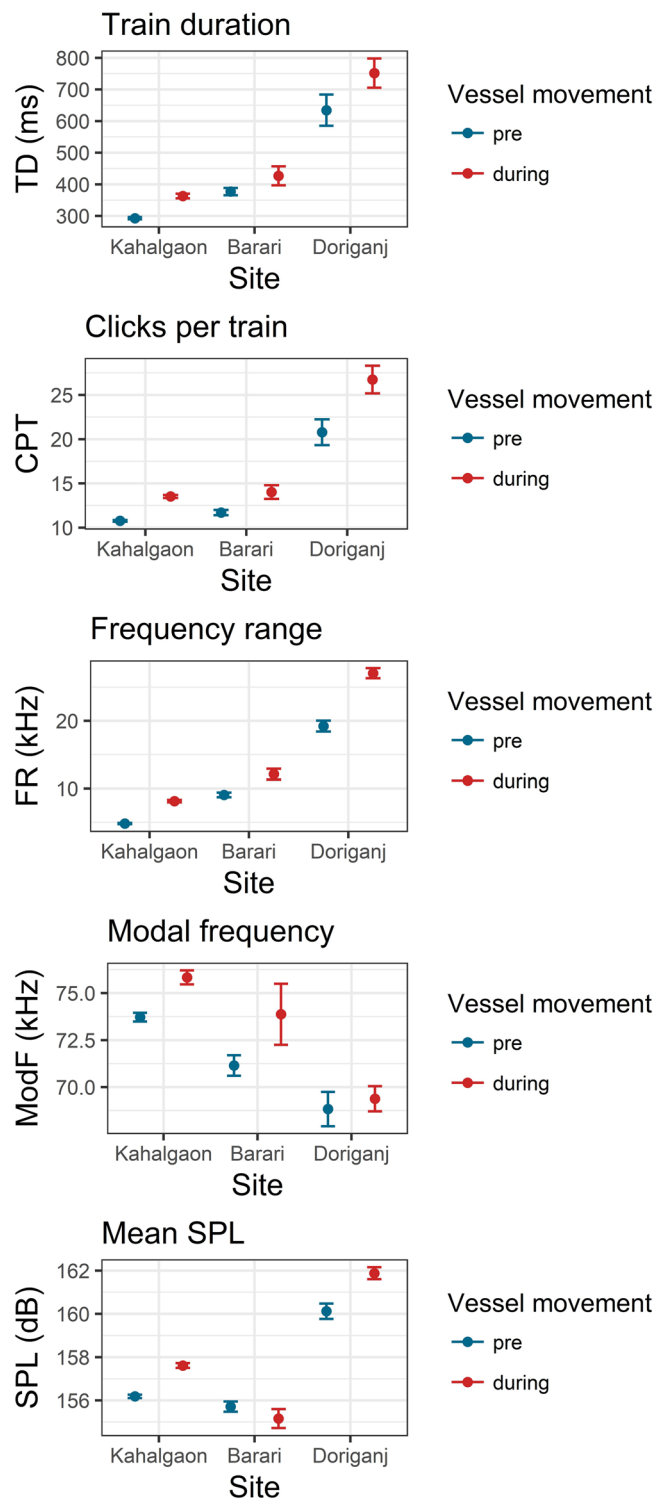 Train duration
800
700
600
500
400
300
TD (ms)
Kahalgaon Barari Doriganj
Site
Vessel movement
pre
during
Clicks per train
25
20
15
10
CPT
Kahalgaon Barari Doriganj
Site
Vessel movement
pre
during
Frequency range
20
10
FR (kHz)
Kahalgaon Barari Doriganj
Site
Vessel movement
pre
during
Modal frequency
75.0
72.5
70.0
ModF (kHz)
Kahalgaon Barari Doriganj
Site
Vessel movement
pre
during
Mean SPL
162
160
158
156
SPL (dB)
Kahalgaon Barari Doriganj
Site
Vessel movement
pre
during